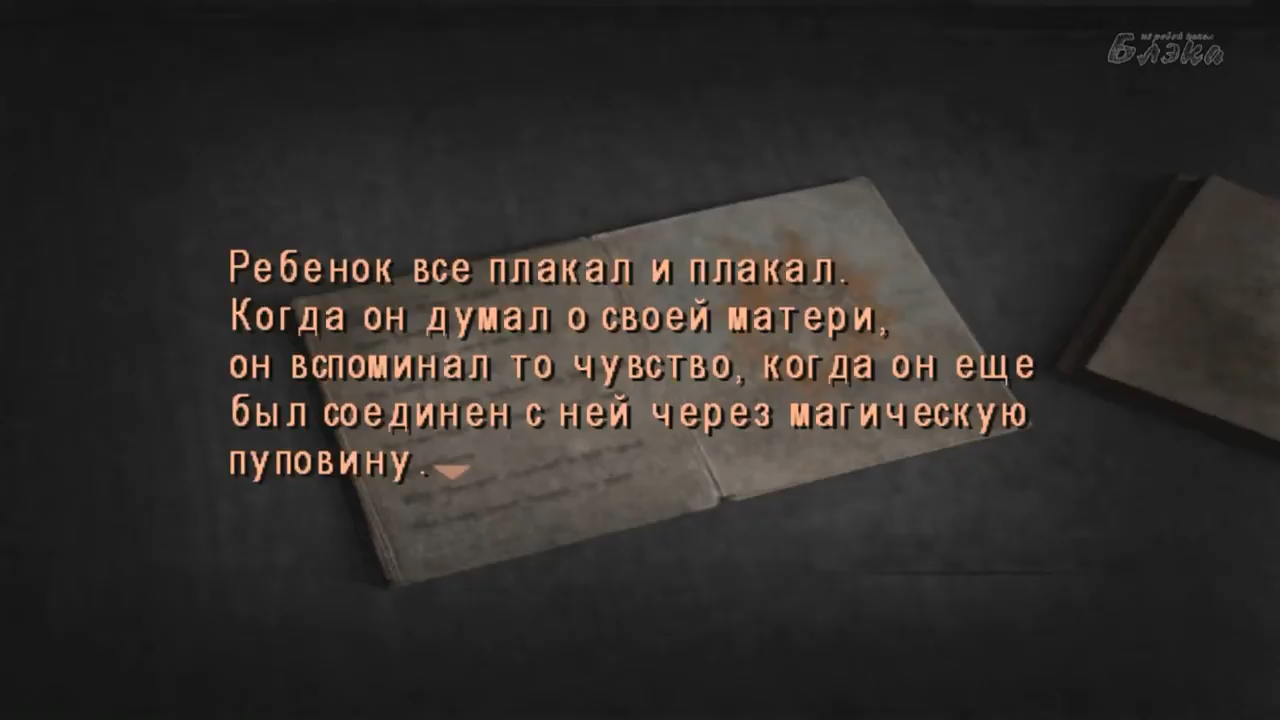 Блэка
Ребенок все плакал и плакал.
Когда он думал о своей матери,
он вспоминал то чувство, когда он еще
был соединен с ней через магическую
пуповину.